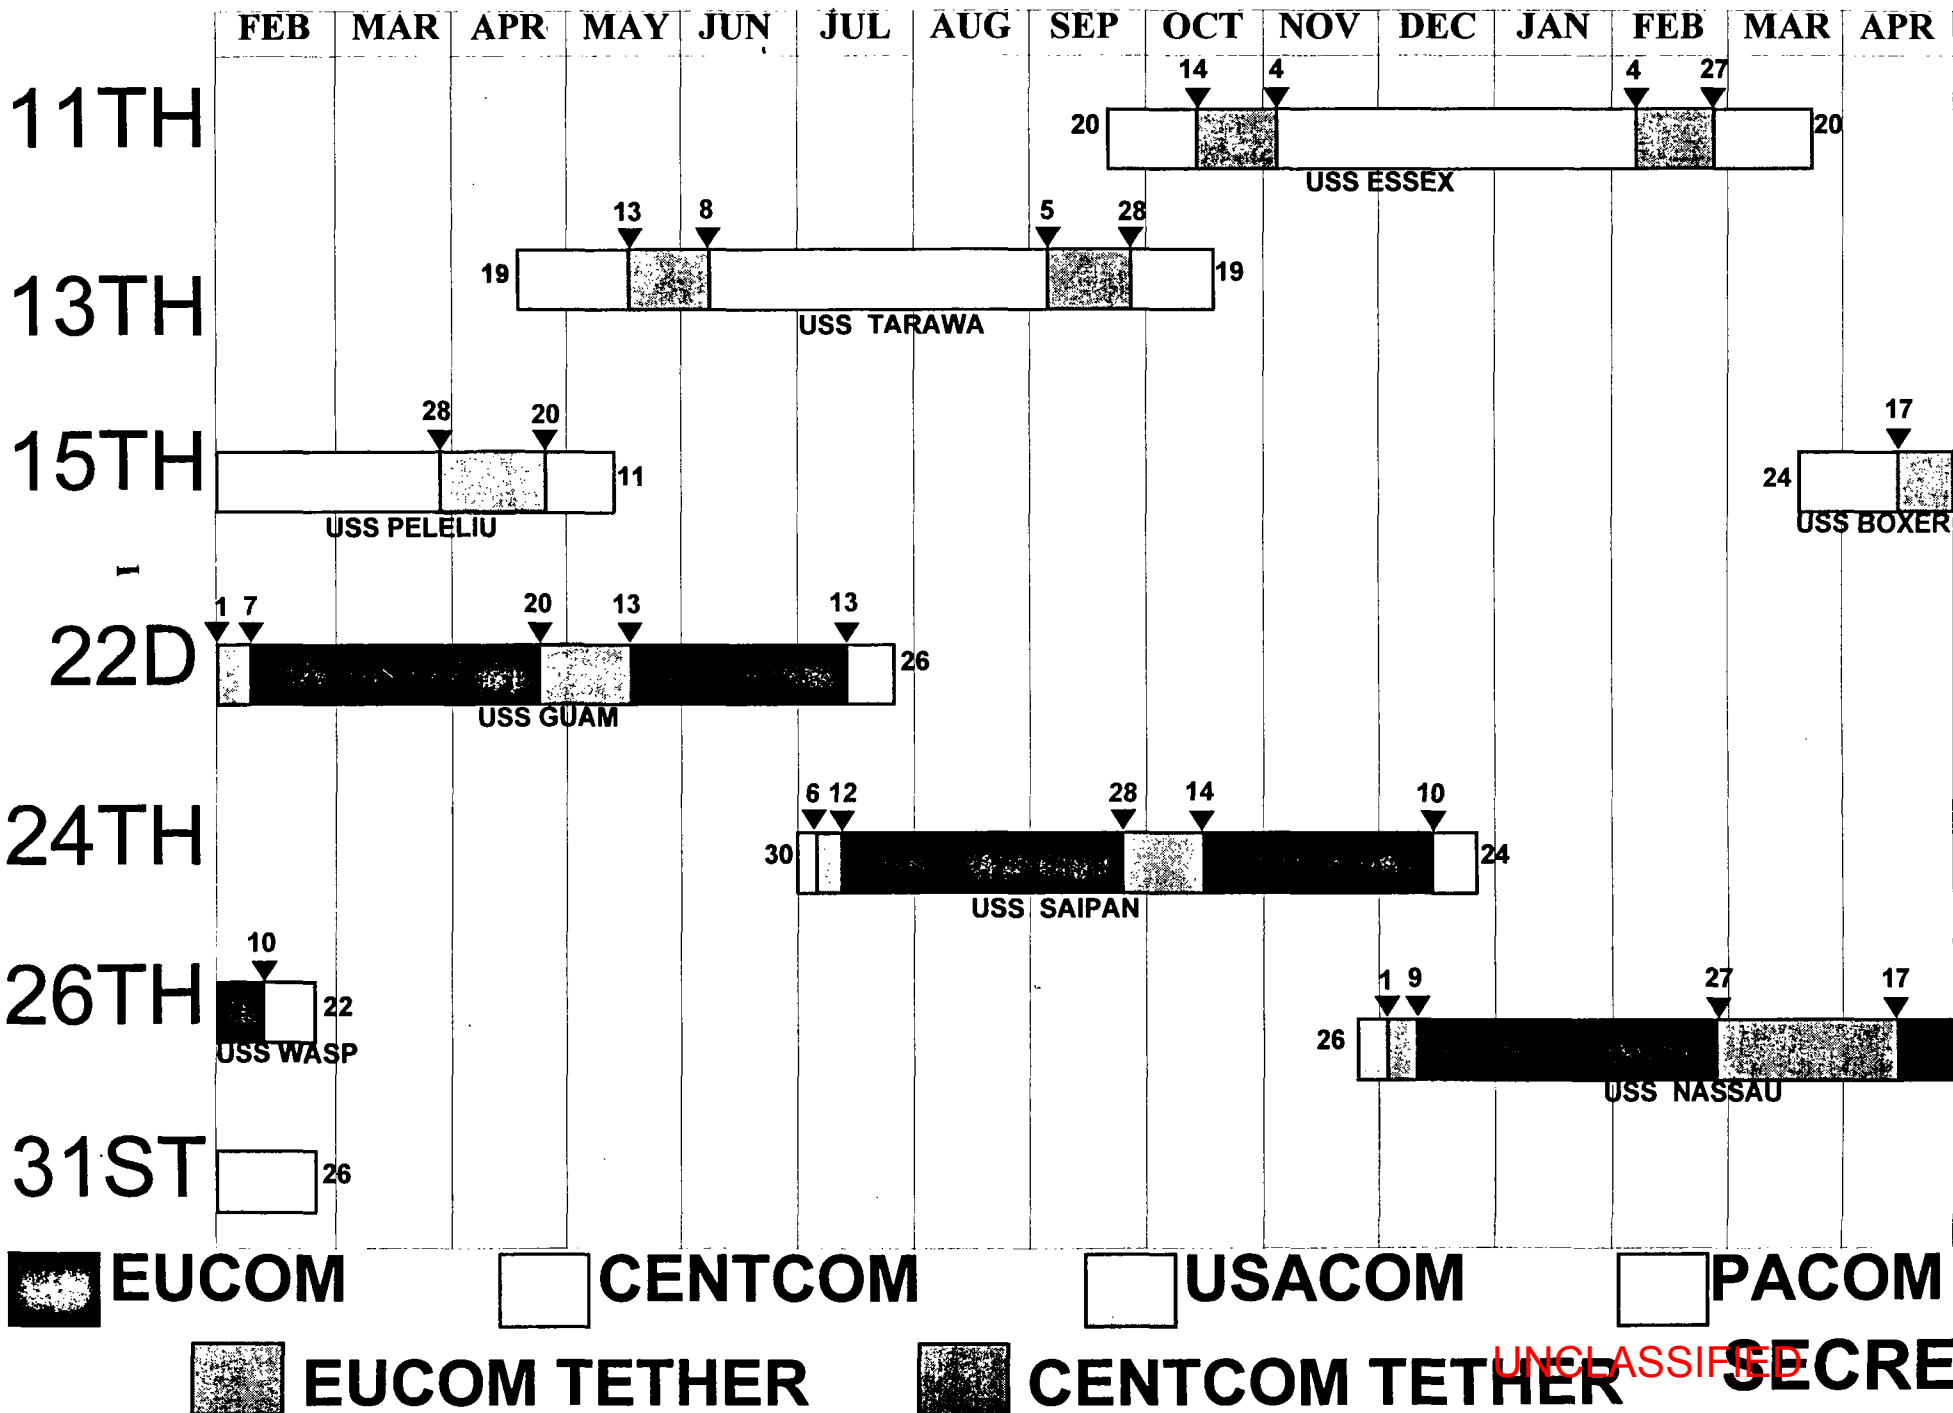 FEB MAR APR MAY JUN JUL AUG SEP OCT NOV DEC JAN FEB MAR APR
14 4 4 27
11TH 20 20
USS ESSEX
13 8 5 28
13TH 19 19
USS TARAWA
28 20 17
15TH 11 24
USS PELELIU USS BOXER
1 7 20 13 13
22D 26
USS GUAM
6 12 28 14 10
24TH 30 24
USS SAIPAN
10 1 9 27 17
26TH 22 26
USS WASP USS NASSAU
31ST 26
EUCOM CENTCOM USACOM PACOM
EUCOM TETHER CENTCOM TETHER UNCLASSIFIED SECRE